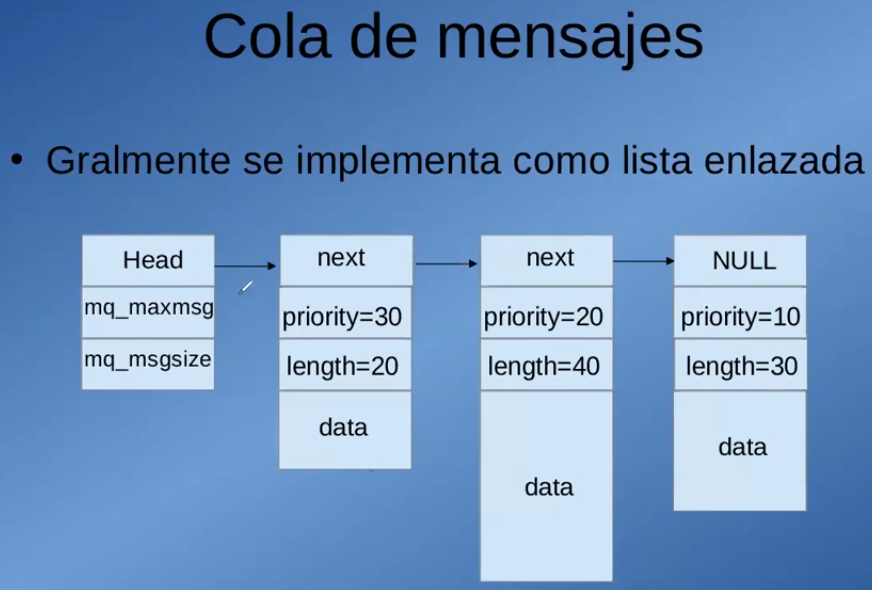 Cola de mensajes
• Gralmente se implementa como lista enlazada
Head
mq_maxmsg
mq_msgsize
next
priority=30
length=20
data
next
priority=20
length=40
data
NULL
priority=10
length=30
data